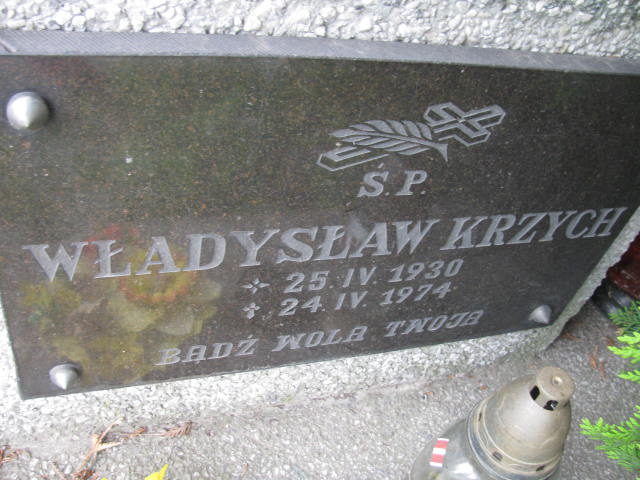 Ś.P.
WŁADYSŁAW KRZYCH
25.IV.1930
24.IV.1974
BĄDŹ WOLA TWOJA